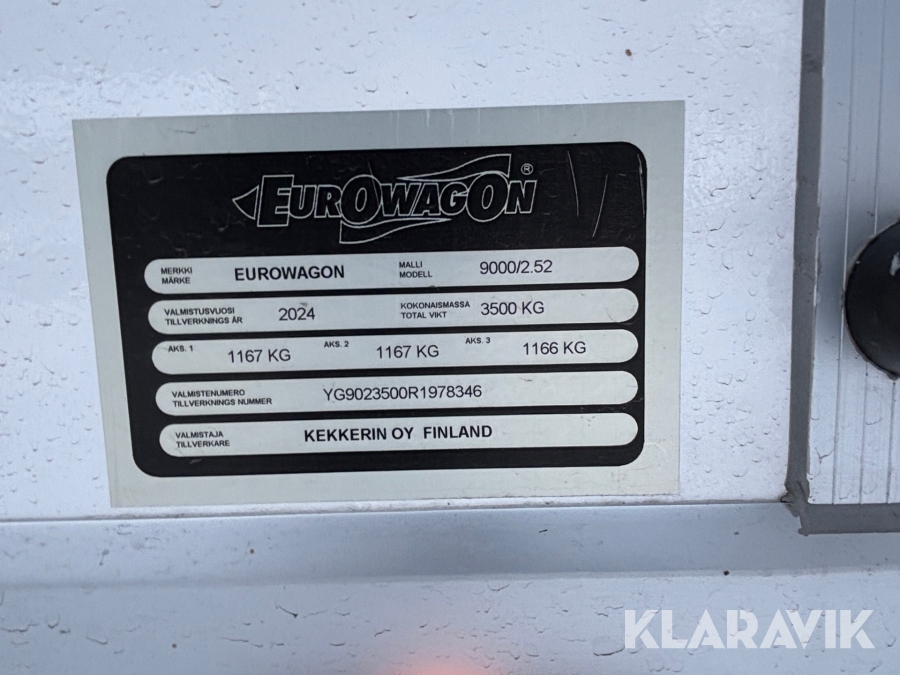 EUROWAGON®
MERKKI MÄRKE EUROWAGON MALLI MODELL 9000/2.52
VALMISTUSVUOSI TILLVERKNINGS ÅR 2024 KOKONAISMASSA TOTAL VIKT 3500 KG
AKS. 1 1167 KG AKS. 2 1167 KG AKS. 3 1166 KG
VALMISTENUMERO TILLVERKNINGS NUMMER YG9023500R1978346
VALMISTAJA TILLVERKARE KEKKERIN OY FINLAND
KLARAVIK